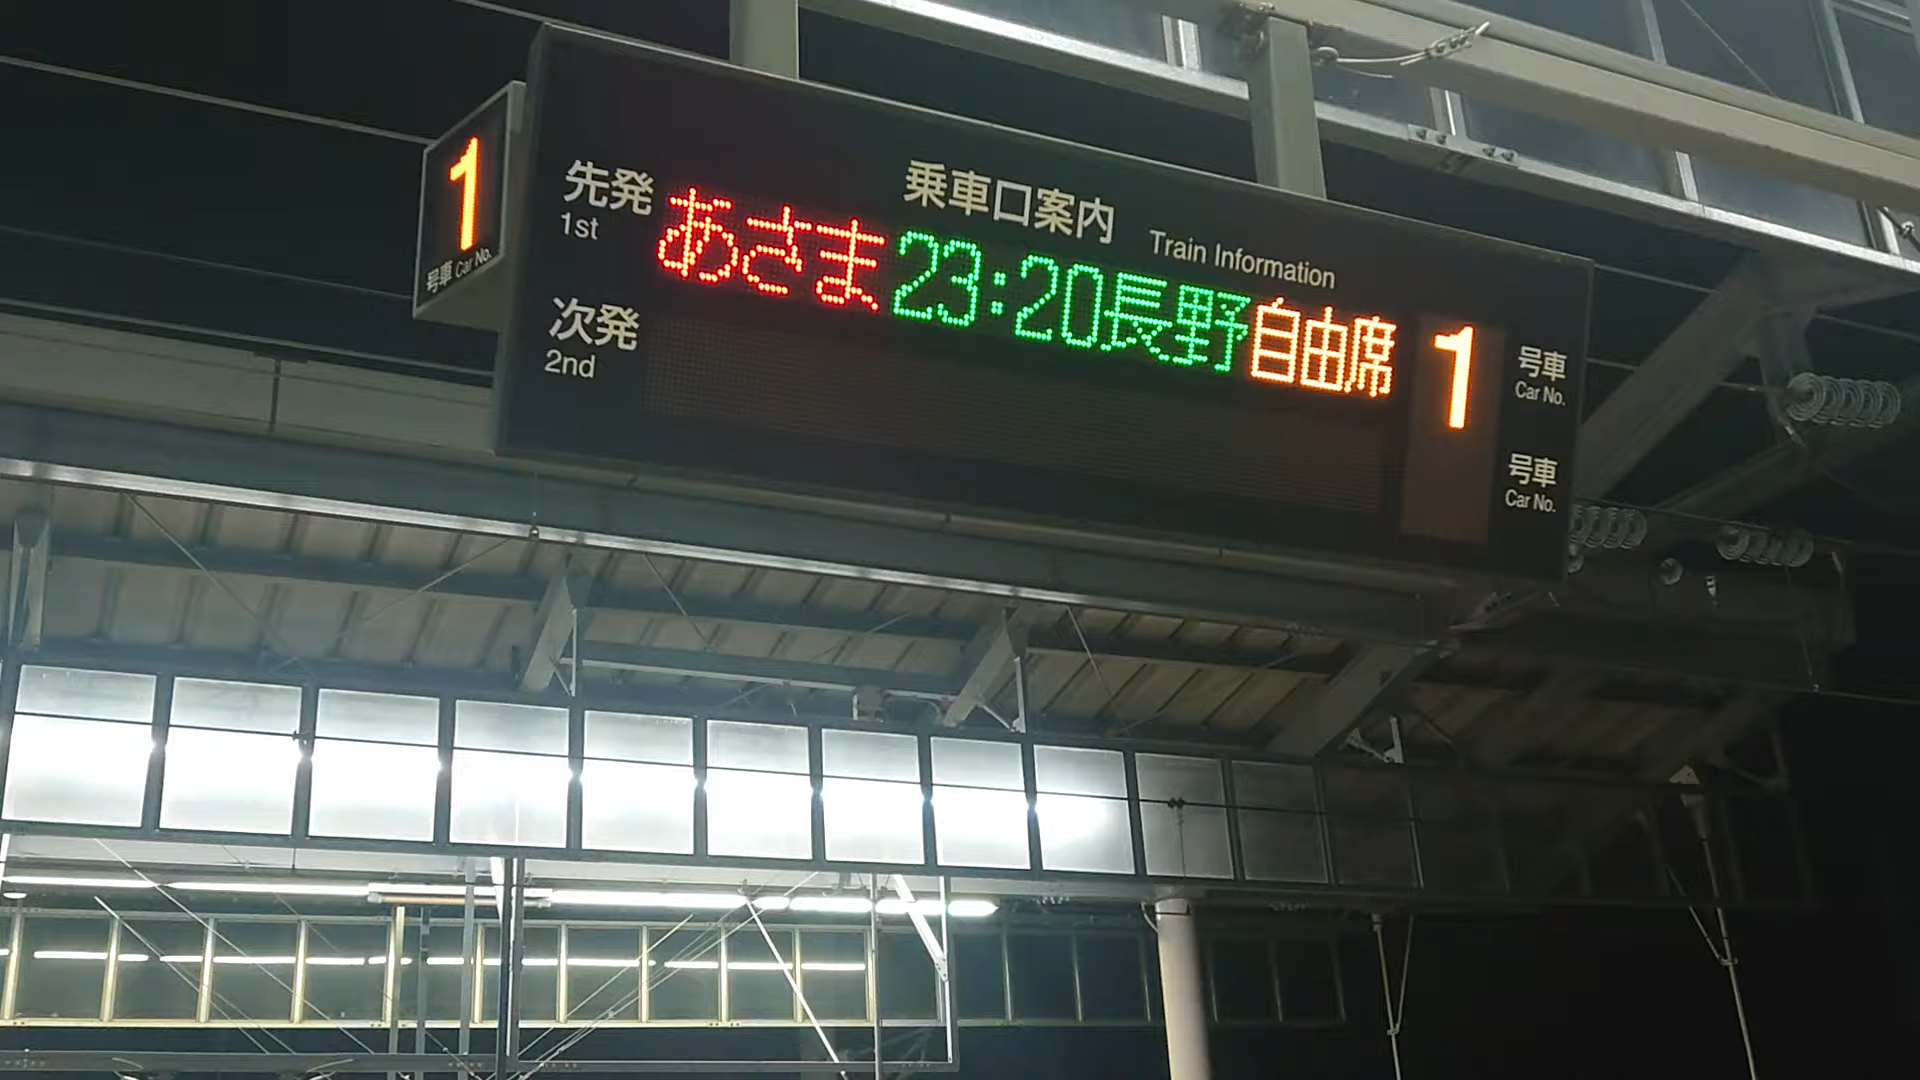 1
号車 Car No.
乗車口案内 Train Information
先発
1st
あさま 23:20 長野 自由席 1
号車
Car No.
次発
2nd
号車
Car No.